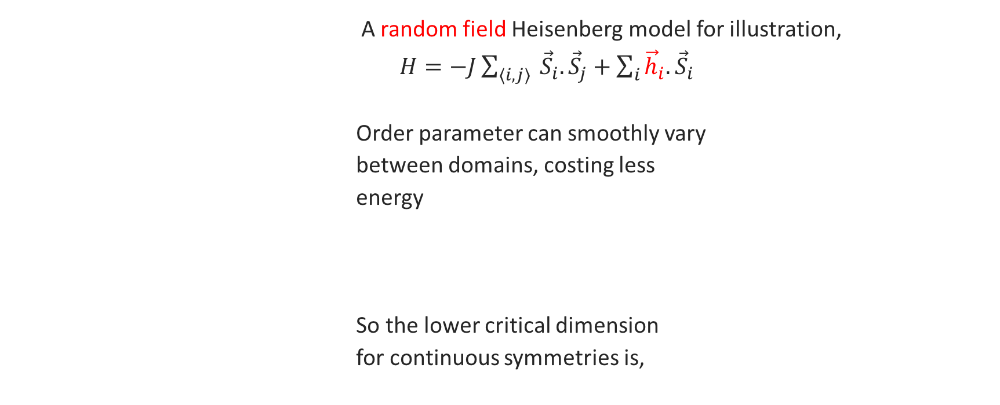 A random field Heisenberg model for illustration,
H = −J ∑⟨i,j⟩ S⃗i. S⃗j + ∑i h⃗i. S⃗i
Order parameter can smoothly vary
between domains, costing less
energy
So the lower critical dimension
for continuous symmetries is,